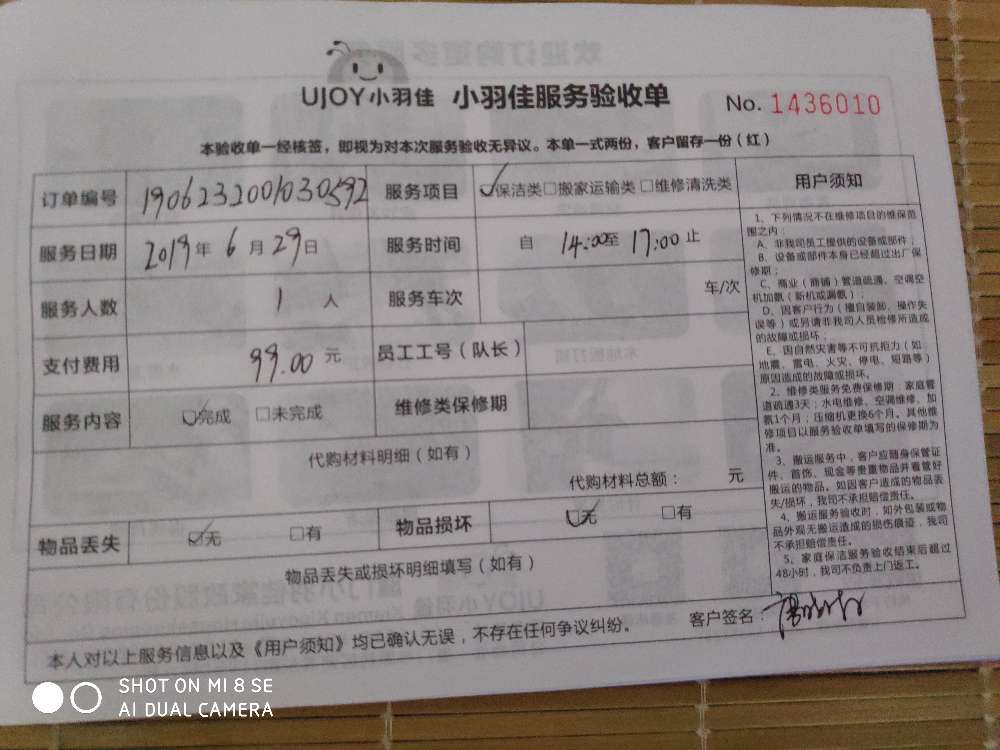 UJOY小羽佳 小羽佳服务验收单 No. 1436010
本验收单一经核签，即视为对本次服务验收无异议。本单一式两份，客户留存一份（红）
订单编号 1906232001030592 服务项目 ☑保洁类□搬家运输类□维修清洗类
服务日期 2019年6月29日 服务时间 自 14:00至 17:00止
服务人数 1 人 服务车次 车/次
支付费用 99.00 元 员工工号（队长）
服务内容 ☑完成 □未完成 维修类保修期
代购材料明细（如有）
代购材料总额： 元
物品丢失 ☑无 □有 物品损坏 ☑无 □有
物品丢失或损坏明细填写（如有）
本人对以上服务信息以及《用户须知》均已确认无误，不存在任何争议纠纷。 客户签名：
用户须知
1、下列情况不在维修项目的维保范
围之内：
A、非我司员工提供的设备或部件；
B、设备或部件本身已经超过出厂保
修期；
C、商业（商铺）管道疏通、空调空
机加氨（新机或漏氨）；
D、因客户行为（擅自装卸、操作失
误等）或另请非我司人员检修所造成
的故障或损坏；
E、因自然灾害等不可抗拒力（如
地震、雷电、火灾、停电、短路等）
原因造成的故障或损坏。
2、维修类服务免费保修期：家庭管
道疏通3天；水电维修、空调维修、加
氨1个月；压缩机更换6个月。其他维
修项目以服务验收单填写的保修期为
准。
3、搬运服务中，客户应随身保管证
件、首饰、现金等贵重物品并看管好
搬运的物品。如因客户造成的物品丢
失/损坏，我司不承担赔偿责任。
4、搬运服务验收时，如外包装或物
品外观无搬运造成的损伤痕迹，我司
不承担赔偿责任。
5、家庭保洁服务验收结束后超过
48小时，我司不负责上门返工。
SHOT ON MI 8 SE
AI DUAL CAMERA